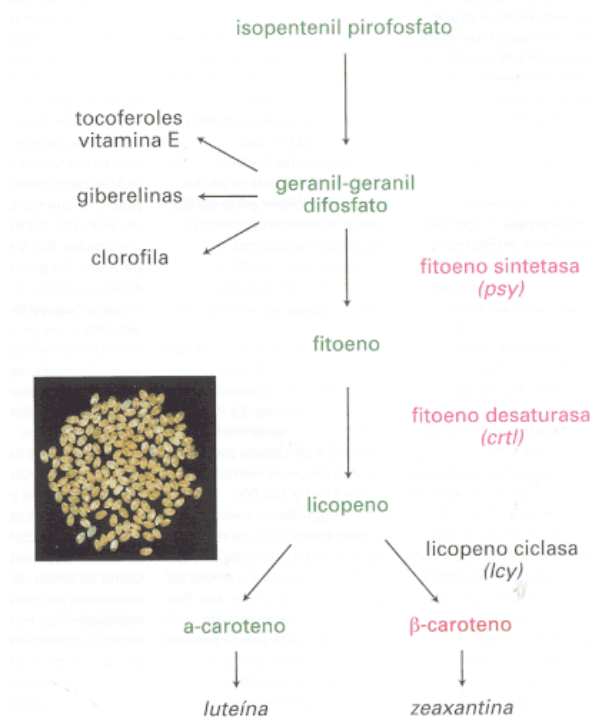 isopentenil pirofosfato
tocoferoles
vitamina E
giberelinas
geranil-geranil
difosfato
clorofila
fitoeno sintetasa
(psy)
fitoeno
fitoeno desaturasa
(crtl)
licopeno
licopeno ciclasa
(lcy)
a-caroteno
β-caroteno
luteína
zeaxantina